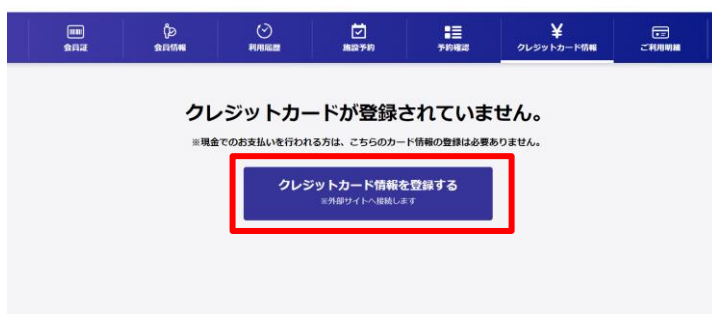 会員証 会員情報 利用履歴 施設予約 予約確認 クレジットカード情報 ご利用明細
クレジットカードが登録されていません。
※現金でのお支払いを行われる方は、こちらのカード情報の登録は必要ありません。
クレジットカード情報を登録する
※外部サイトへ接続します